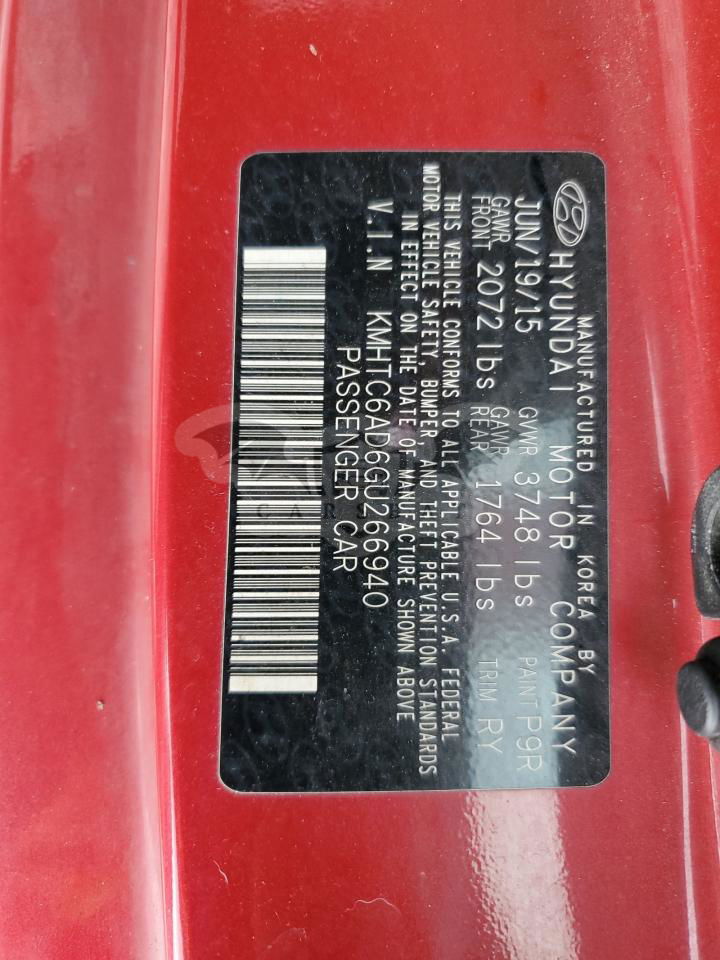 MANUFACTURED IN KOREA BY
HYUNDAI MOTOR COMPANY
JUN/19/15 GVWR 3748 lbs PAINT P9R
GAWR FRONT 2072 lbs GAWR REAR 1764 lbs TRIM RY
THIS VEHICLE CONFORMS TO ALL APPLICABLE U.S.A. FEDERAL
MOTOR VEHICLE SAFETY, BUMPER AND THEFT PREVENTION STANDARDS
IN EFFECT ON THE DATE OF MANUFACTURE SHOWN ABOVE
V.I.N KMHTC6AD6GU266940
PASSENGER CAR
CARS